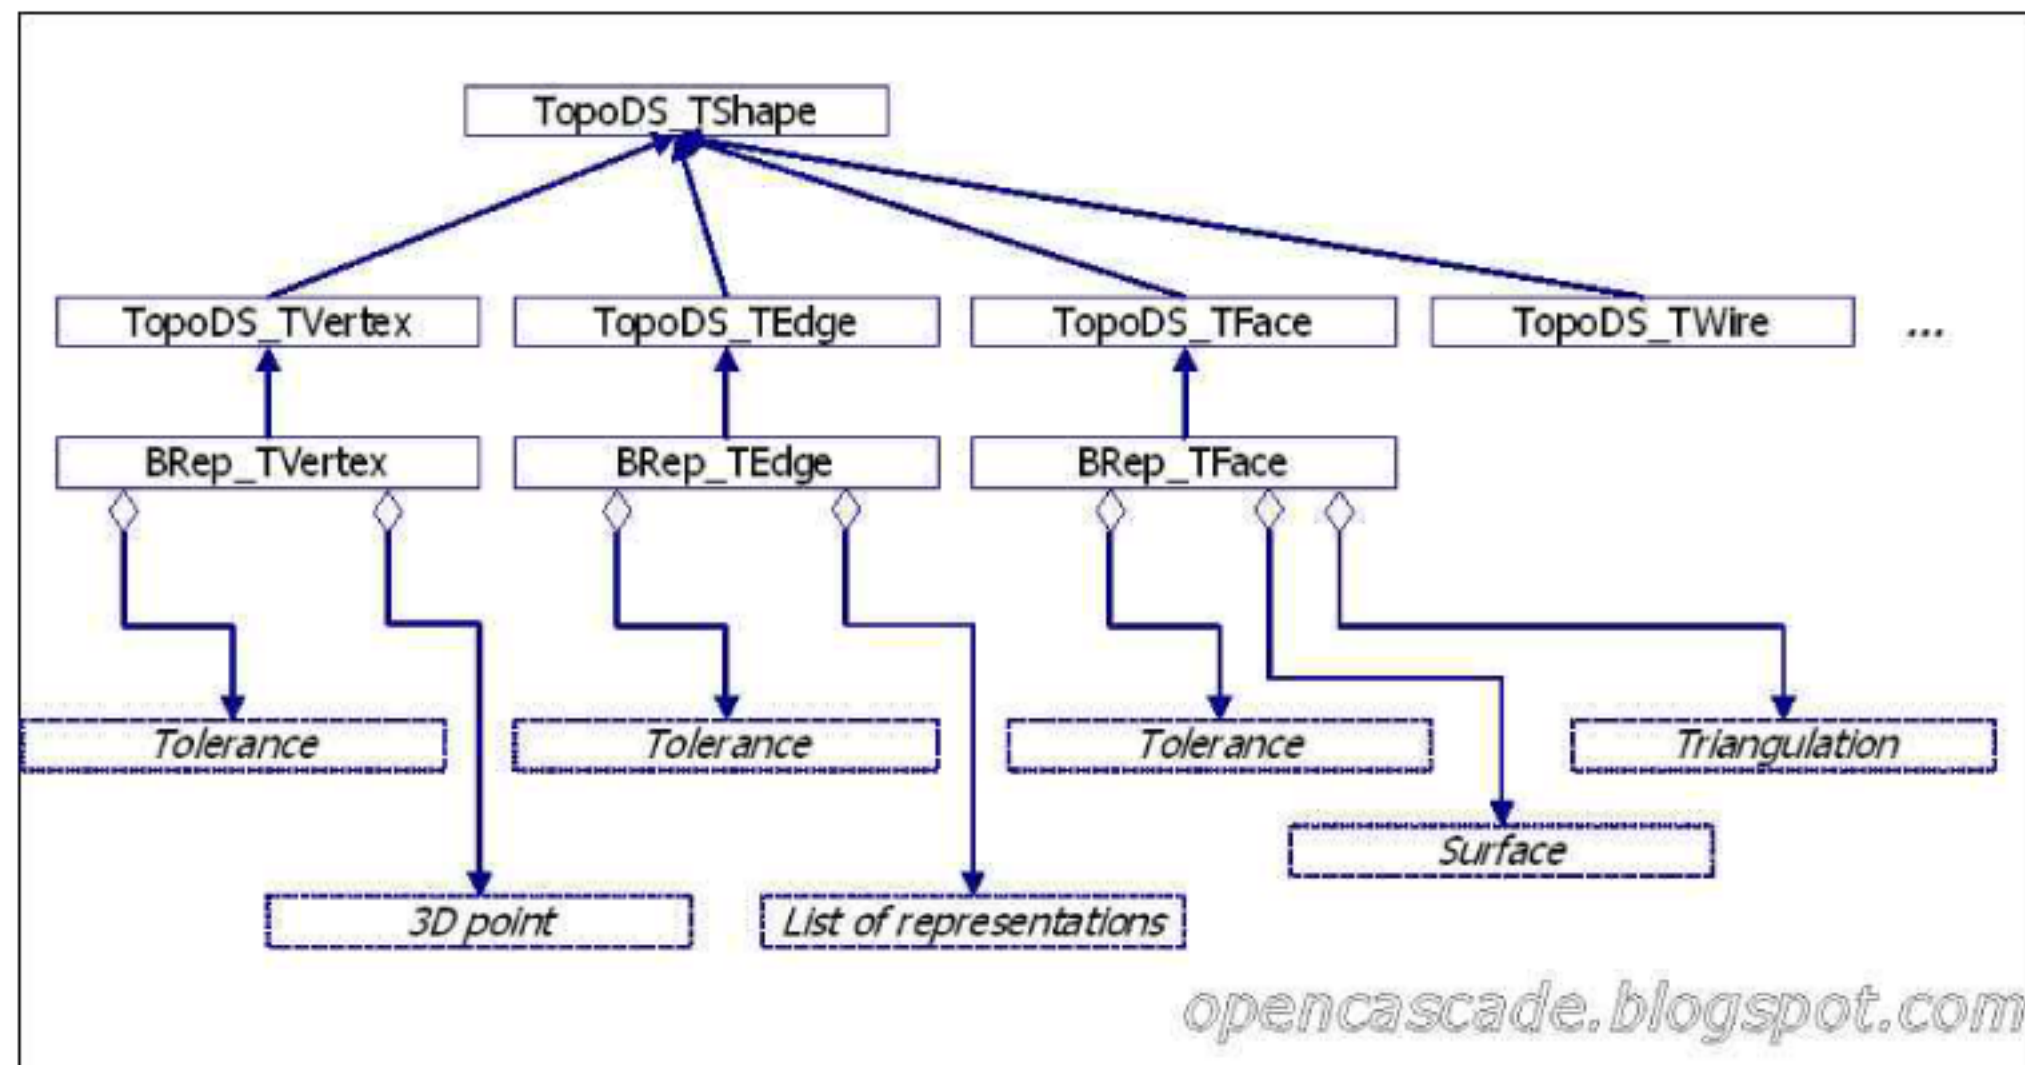 TopoDS_TShape
TopoDS_TVertex TopoDS_TEdge TopoDS_TFace TopoDS_TWire ...
BRep_TVertex BRep_TEdge BRep_TFace
Tolerance Tolerance Tolerance Triangulation
Surface
3D point List of representations
opencascade.blogspot.com